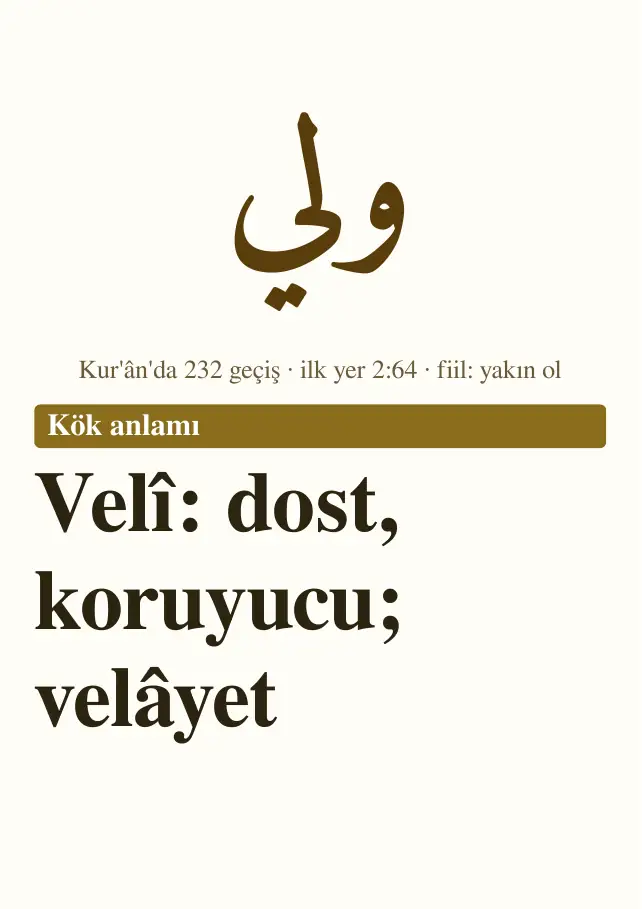 ولي
Kur'ân'da 232 geçiş · ilk yer 2:64 · fiil: yakın ol
Kök anlamı
Velî: dost,
koruyucu;
velâyet